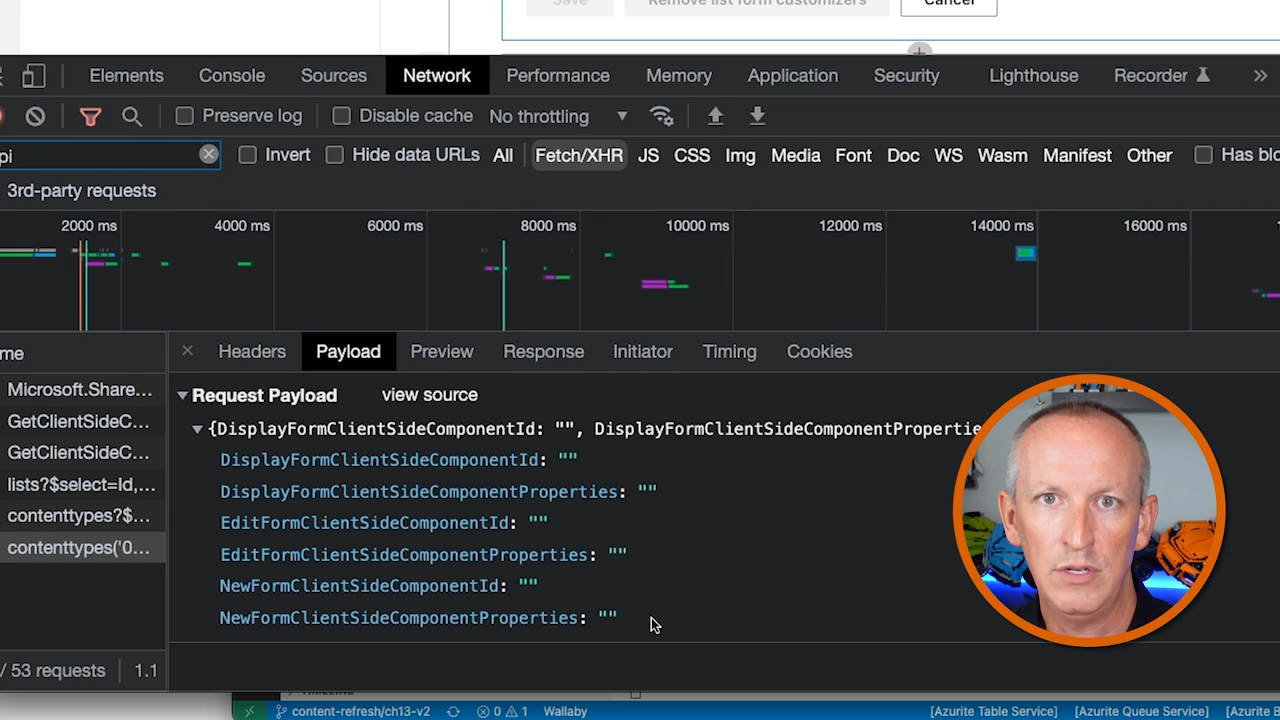 Save Remove list form customizers Cancel
Elements Console Sources Network Performance Memory Application Security Lighthouse Recorder
Preserve log Disable cache No throttling
pi Invert Hide data URLs All Fetch/XHR JS CSS Img Media Font Doc WS Wasm Manifest Other Has blo
3rd-party requests
2000 ms 4000 ms 6000 ms 8000 ms 10000 ms 12000 ms 14000 ms 16000 ms
me Headers Payload Preview Response Initiator Timing Cookies
Microsoft.Share...
GetClientSideC...
GetClientSideC...
lists?$select=Id,...
contenttypes?$...
contenttypes('0...
Request Payload view source
{DisplayFormClientSideComponentId: "", DisplayFormClientSideComponentPropertie
DisplayFormClientSideComponentId: ""
DisplayFormClientSideComponentProperties: ""
EditFormClientSideComponentId: ""
EditFormClientSideComponentProperties: ""
NewFormClientSideComponentId: ""
NewFormClientSideComponentProperties: ""
/ 53 requests 1.1
content-refresh/ch13-v2 0 1 Wallaby [Azurite Table Service] [Azurite Queue Service] [Azurite B